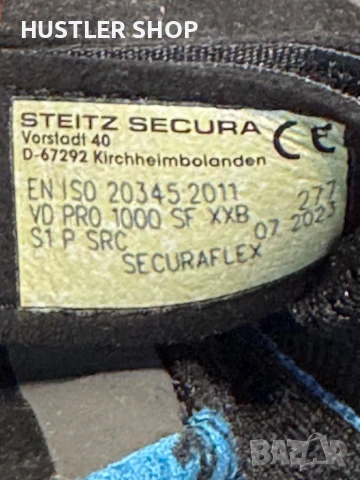 HUSTLER SHOP
STEITZ SECURA CE
Vorstadt 40
D-67292 Kirchheimbolanden
EN ISO 20345:2011 277
VD PRO 1000 SF XXB 07 2023
S1 P SRC
SECURAFLEX
BAZAR